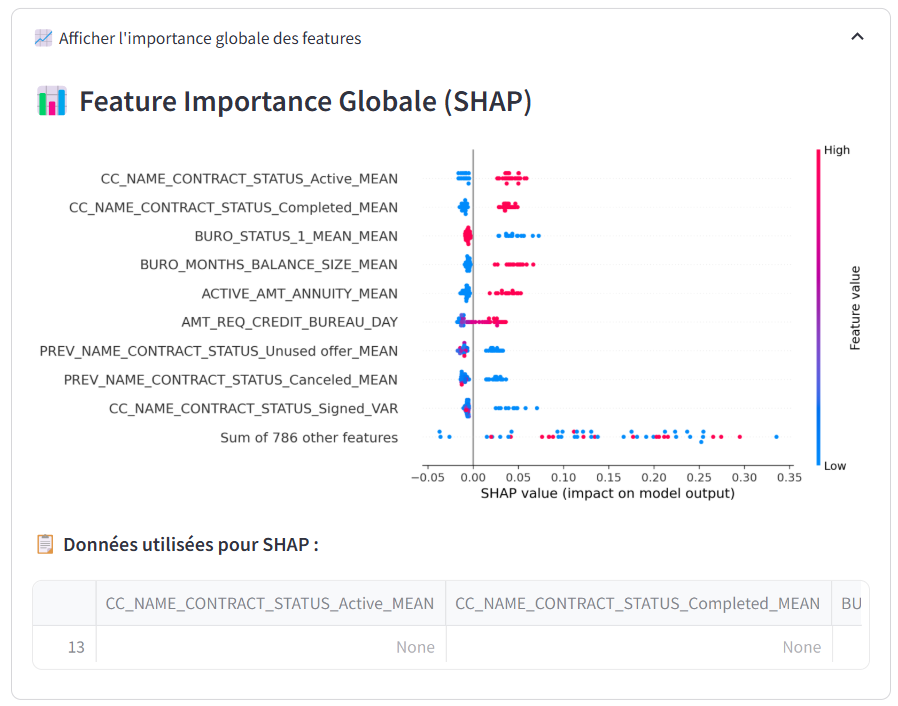 Afficher l'importance globale des features
Feature Importance Globale (SHAP)
High
CC_NAME_CONTRACT_STATUS_Active_MEAN
CC_NAME_CONTRACT_STATUS_Completed_MEAN
BURO_STATUS_1_MEAN_MEAN
BURO_MONTHS_BALANCE_SIZE_MEAN
ACTIVE_AMT_ANNUITY_MEAN
AMT_REQ_CREDIT_BUREAU_DAY
PREV_NAME_CONTRACT_STATUS_Unused offer_MEAN
PREV_NAME_CONTRACT_STATUS_Canceled_MEAN
CC_NAME_CONTRACT_STATUS_Signed_VAR
Sum of 786 other features
Feature value
Low
−0.05 0.00 0.05 0.10 0.15 0.20 0.25 0.30 0.35
SHAP value (impact on model output)
Données utilisées pour SHAP :
CC_NAME_CONTRACT_STATUS_Active_MEAN CC_NAME_CONTRACT_STATUS_Completed_MEAN BU
13 None None